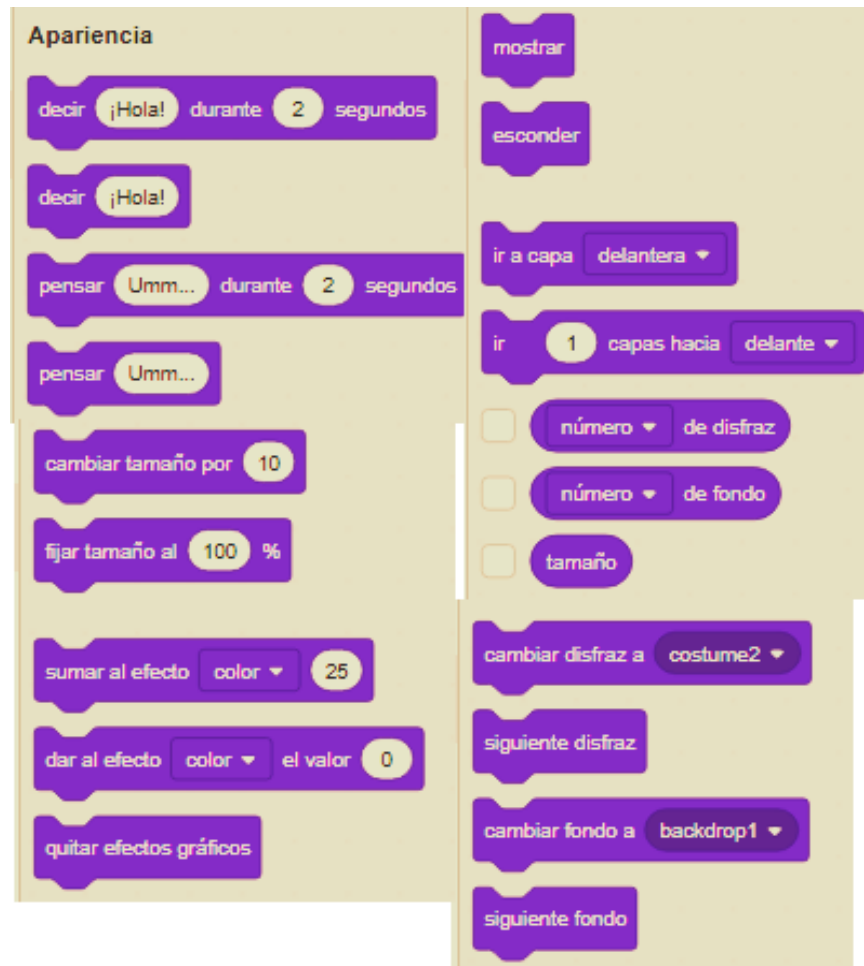 Apariencia
decir ¡Hola! durante 2 segundos
decir ¡Hola!
pensar Umm... durante 2 segundos
pensar Umm...
cambiar tamaño por 10
fijar tamaño al 100 %
sumar al efecto color 25
dar al efecto color el valor 0
quitar efectos gráficos
mostrar
esconder
ir a capa delantera
ir 1 capas hacia delante
número de disfraz
número de fondo
tamaño
cambiar disfraz a costume2
siguiente disfraz
cambiar fondo a backdrop1
siguiente fondo